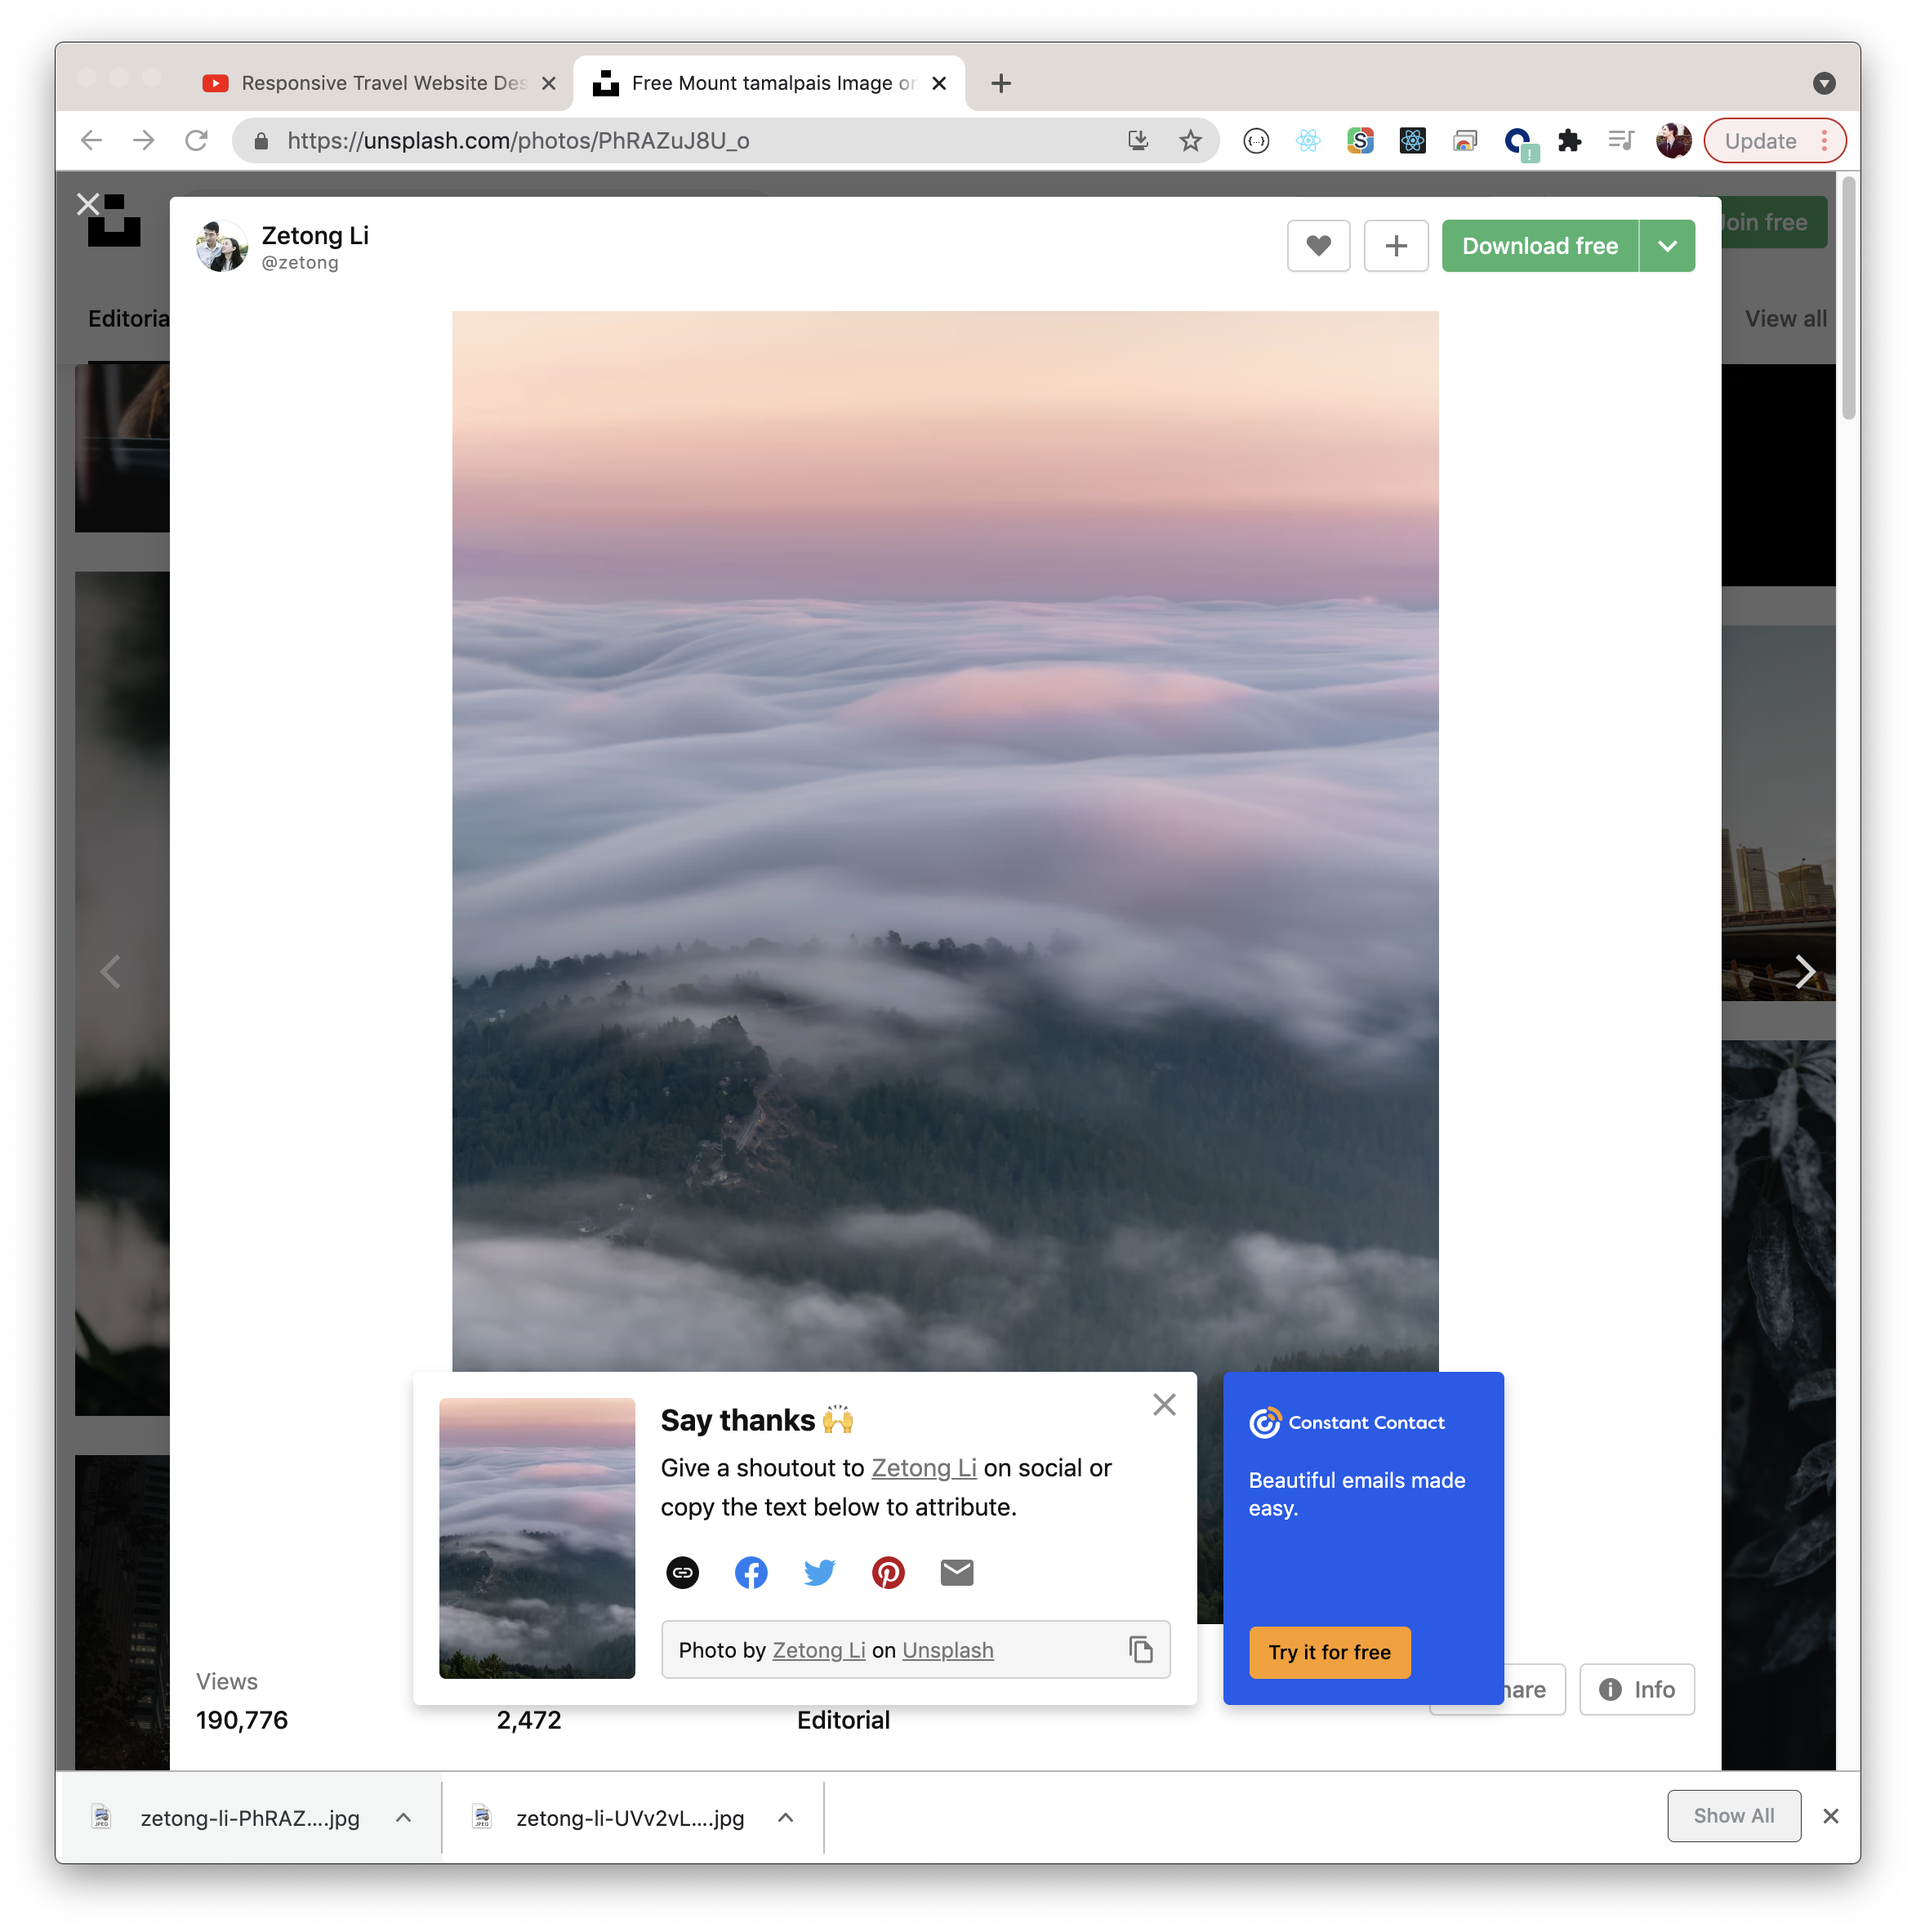 Responsive Travel Website Des
Free Mount tamalpais Image on
https://unsplash.com/photos/PhRAZuJ8U_o
Update
Zetong Li
@zetong
Download free
Join free
Editoria
View all
Say thanks 🙌
Give a shoutout to Zetong Li on social or
copy the text below to attribute.
Photo by Zetong Li on Unsplash
Constant Contact
Beautiful emails made
easy.
Try it for free
Views
190,776
2,472
Editorial
hare
Info
zetong-li-PhRAZ....jpg
zetong-li-UVv2vL....jpg
Show All